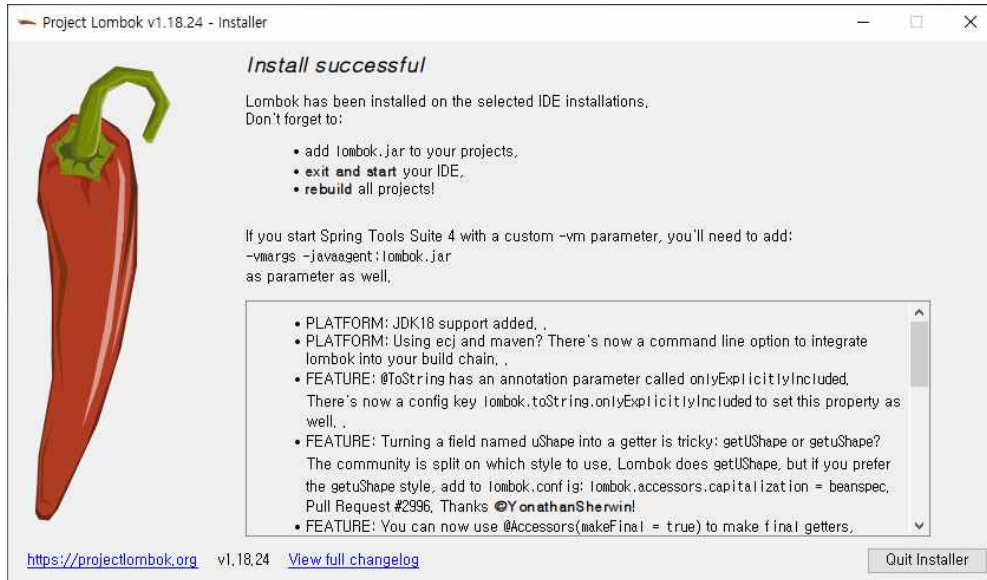 Project Lombok v1.18.24 - Installer
Install successful
Lombok has been installed on the selected IDE installations.
Don't forget to:
• add lombok.jar to your projects,
• exit and start your IDE,
• rebuild all projects!
If you start Spring Tools Suite 4 with a custom -vm parameter, you'll need to add:
-vmargs -javaagent:lombok.jar
as parameter as well.
• PLATFORM: JDK18 support added. .
• PLATFORM: Using ecj and maven? There's now a command line option to integrate
lombok into your build chain. .
• FEATURE: @ToString has an annotation parameter called onlyExplicitlyIncluded.
There's now a config key lombok.toString.onlyExplicitlyIncluded to set this property as
well. .
• FEATURE: Turning a field named uShape into a getter is tricky: getUShape or getuShape?
The community is split on which style to use. Lombok does getUShape, but if you prefer
the getuShape style, add to lombok.config: lombok.accessors.capitalization = beanspec.
Pull Request #2996. Thanks @YonathanSherwin!
• FEATURE: You can now use @Accessors(makeFinal = true) to make final getters,
https://projectlombok.org v1.18.24 View full changelog Quit Installer